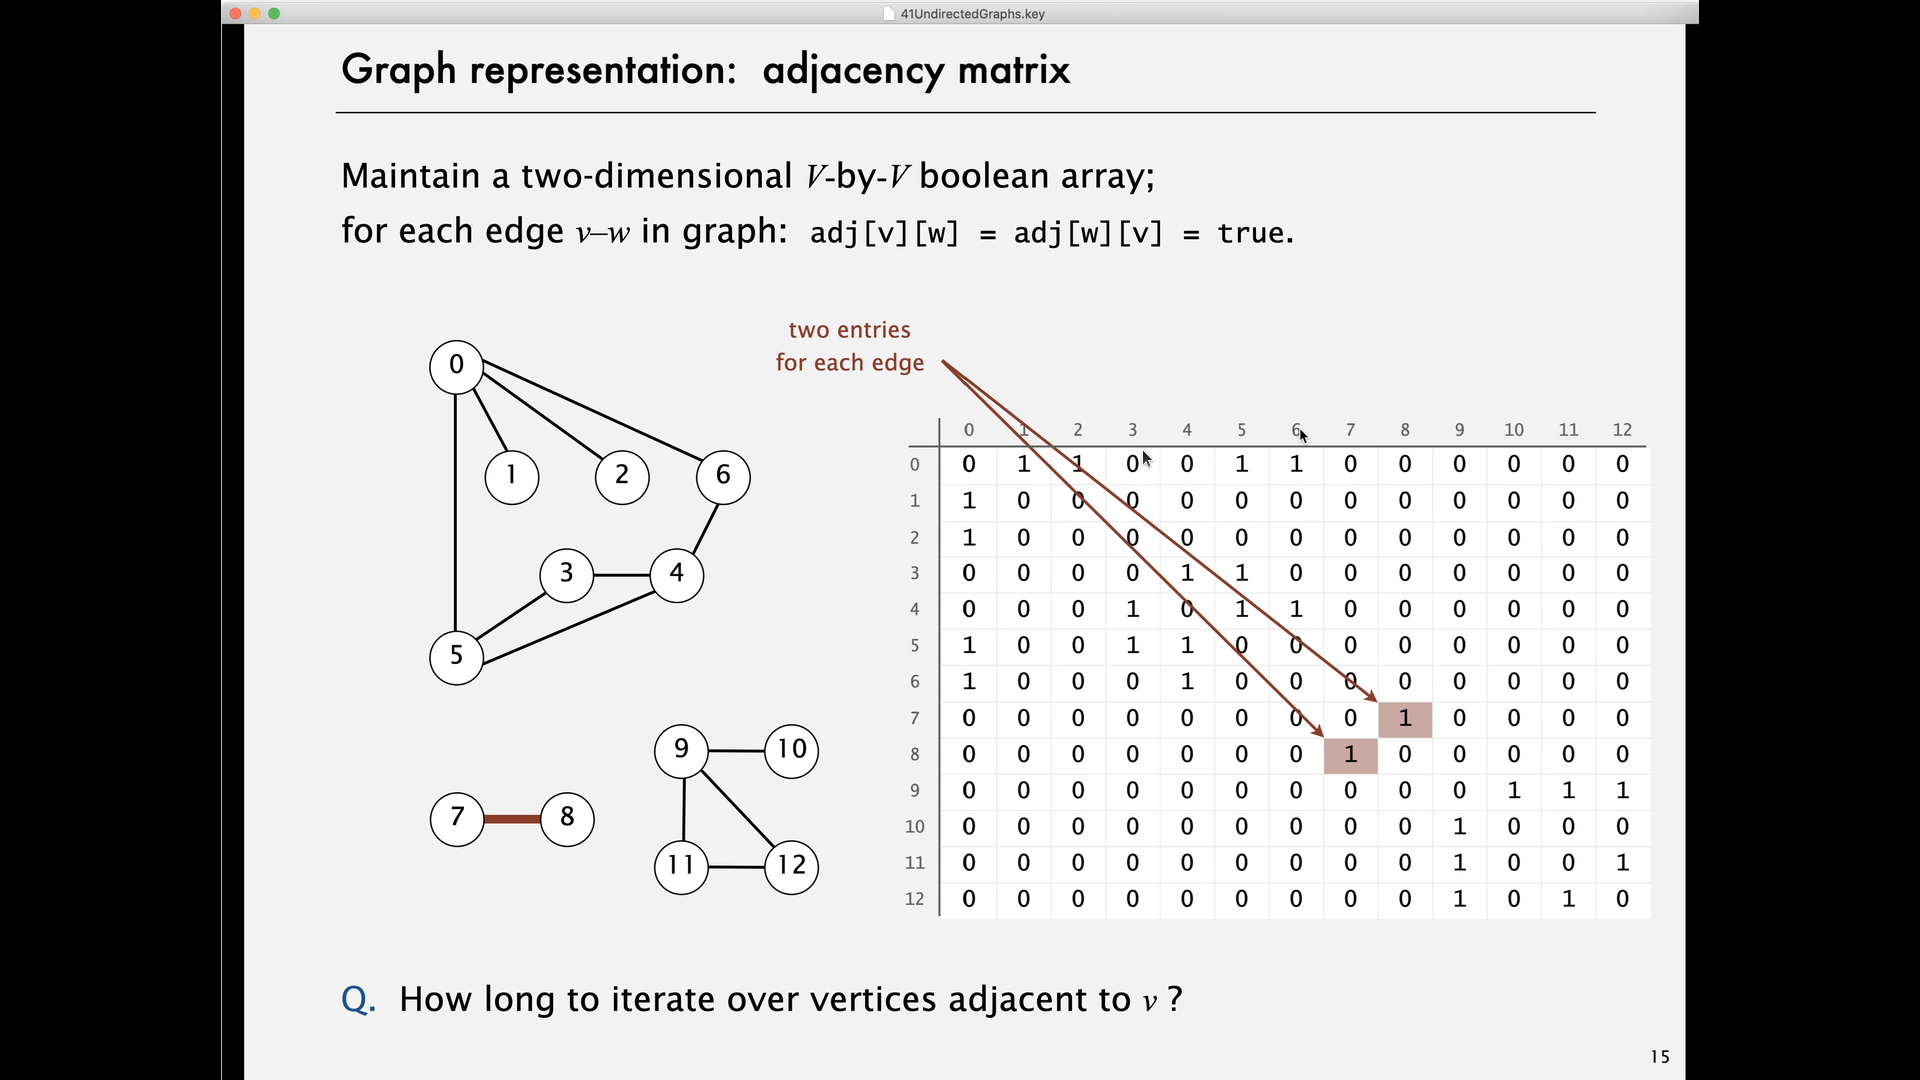 41UndirectedGraphs.key
Graph representation: adjacency matrix
Maintain a two-dimensional V-by-V boolean array;
for each edge v–w in graph: adj[v][w] = adj[w][v] = true.
two entries
for each edge
0
1
2
6
3
4
5
9
10
7
8
11
12
0 1 2 3 4 5 6 7 8 9 10 11 12
0 0 1 1 0 0 1 1 0 0 0 0 0 0
1 1 0 0 0 0 0 0 0 0 0 0 0 0
2 1 0 0 0 0 0 0 0 0 0 0 0 0
3 0 0 0 0 1 1 0 0 0 0 0 0 0
4 0 0 0 1 0 1 1 0 0 0 0 0 0
5 1 0 0 1 1 0 0 0 0 0 0 0 0
6 1 0 0 0 1 0 0 0 0 0 0 0 0
7 0 0 0 0 0 0 0 0 1 0 0 0 0
8 0 0 0 0 0 0 0 1 0 0 0 0 0
9 0 0 0 0 0 0 0 0 0 0 1 1 1
10 0 0 0 0 0 0 0 0 0 1 0 0 0
11 0 0 0 0 0 0 0 0 0 1 0 0 1
12 0 0 0 0 0 0 0 0 0 1 0 1 0
Q. How long to iterate over vertices adjacent to v ?
15